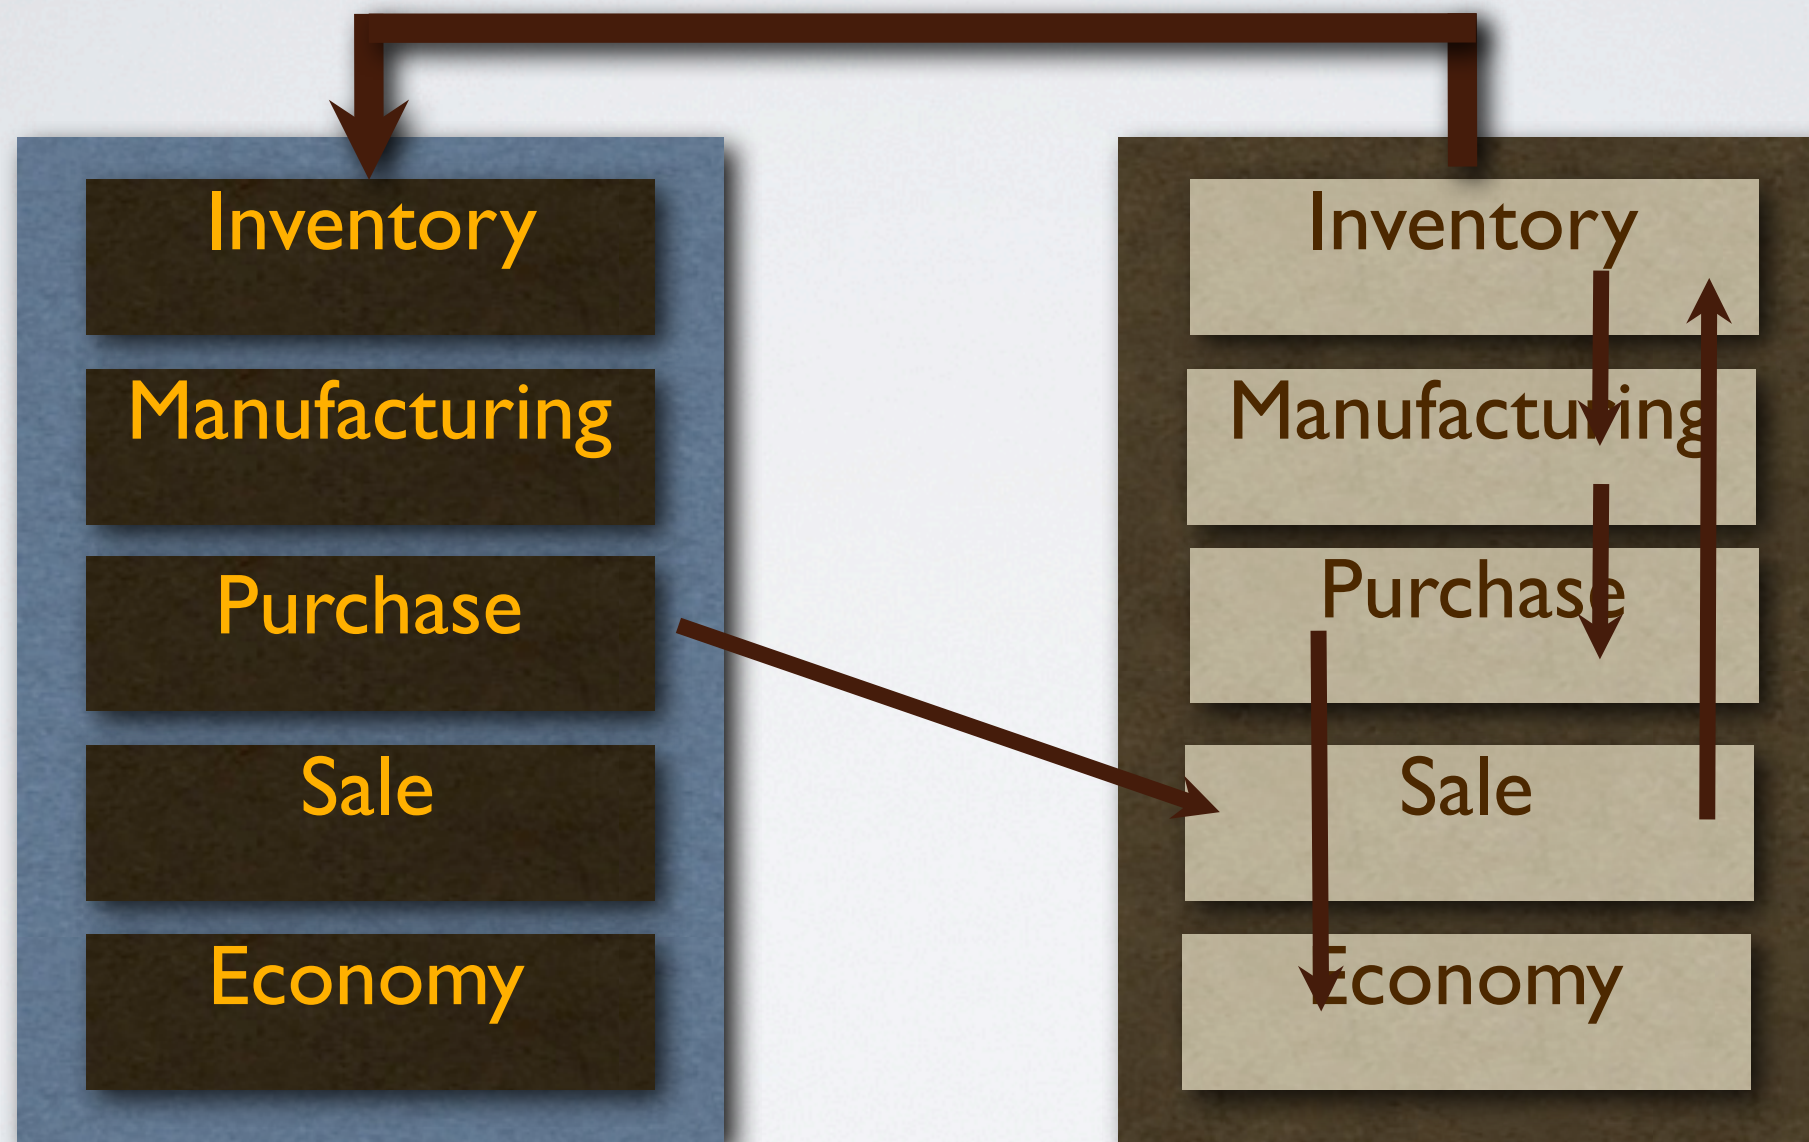 Inventory
Manufacturing
Purchase
Sale
Economy
Inventory
Manufacturing
Purchase
Sale
Economy